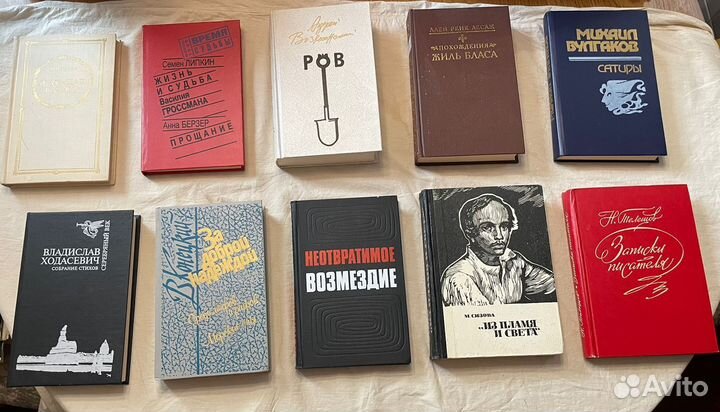 ВРЕМЯ
СУДЬБЫ
Семен ЛИПКИН
ЖИЗНЬ
И СУДЬБА
Василия
ГРОССМАНА
Анна БЕРЗЕР
ПРОЩАНИЕ
Андрей
Вознесенский
РОВ
АЛЕН РЕНЕ ЛЕСАЖ
ПОХОЖДЕНИЯ
ЖИЛЬ БЛАСА
МИХАИЛ
БУЛГАКОВ
САТИРЫ
ВЛАДИСЛАВ
ХОДАСЕВИЧ
СОБРАНИЕ СТИХОВ
СЕРЕБРЯНЫЙ ВЕК
В Конецкий
За
доброй
надеждой
НЕОТВРАТИМОЕ
ВОЗМЕЗДИЕ
М. СИЗОВА
„ИЗ ПЛАМЯ
И СВЕТА"
Н. Телешов
Записки
писателя
Avito